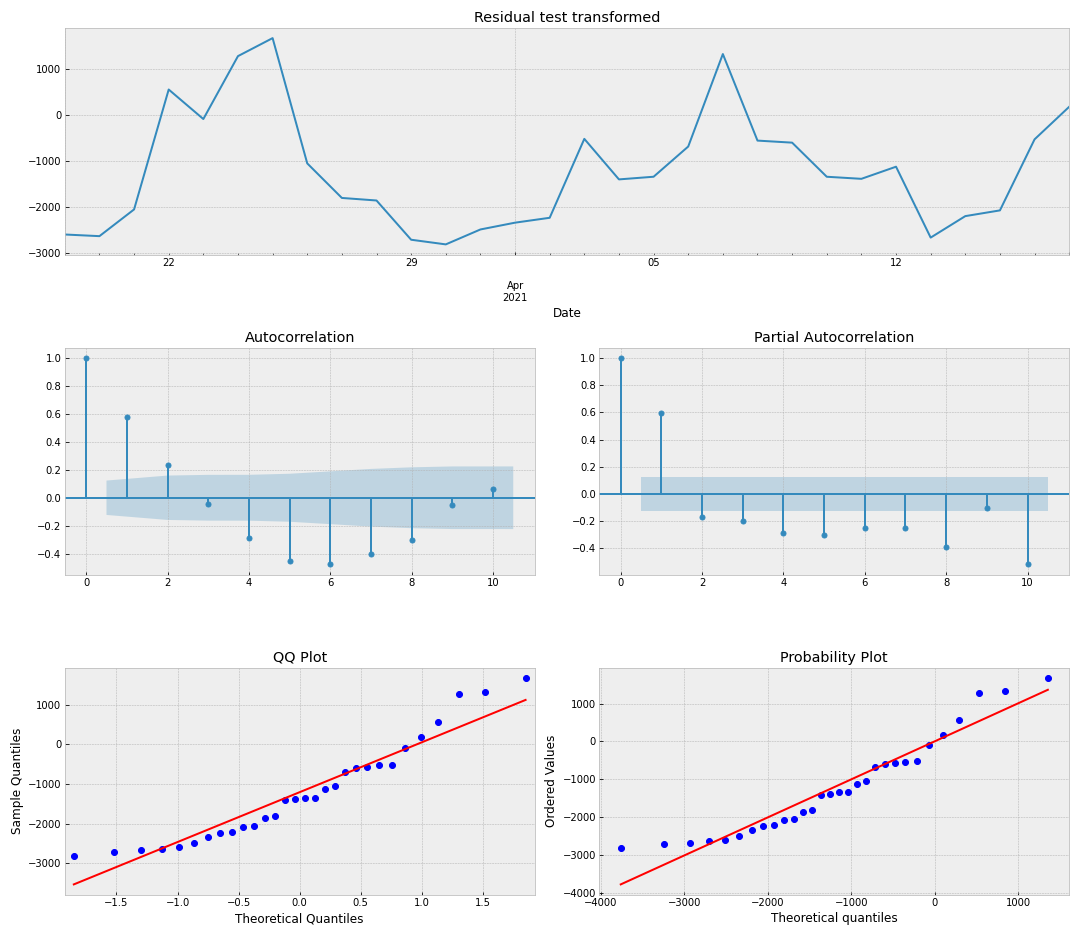 Residual test transformed
1000
0
−1000
−2000
−3000
22 29 05 12
Apr
2021
Date
Autocorrelation
1.0
0.8
0.6
0.4
0.2
0.0
−0.2
−0.4
0 2 4 6 8 10
Partial Autocorrelation
1.0
0.8
0.6
0.4
0.2
0.0
−0.2
−0.4
0 2 4 6 8 10
QQ Plot
Sample Quantiles
1000
0
−1000
−2000
−3000
−1.5 −1.0 −0.5 0.0 0.5 1.0 1.5
Theoretical Quantiles
Probability Plot
Ordered Values
1000
0
−1000
−2000
−3000
−4000
−4000 −3000 −2000 −1000 0 1000
Theoretical quantiles